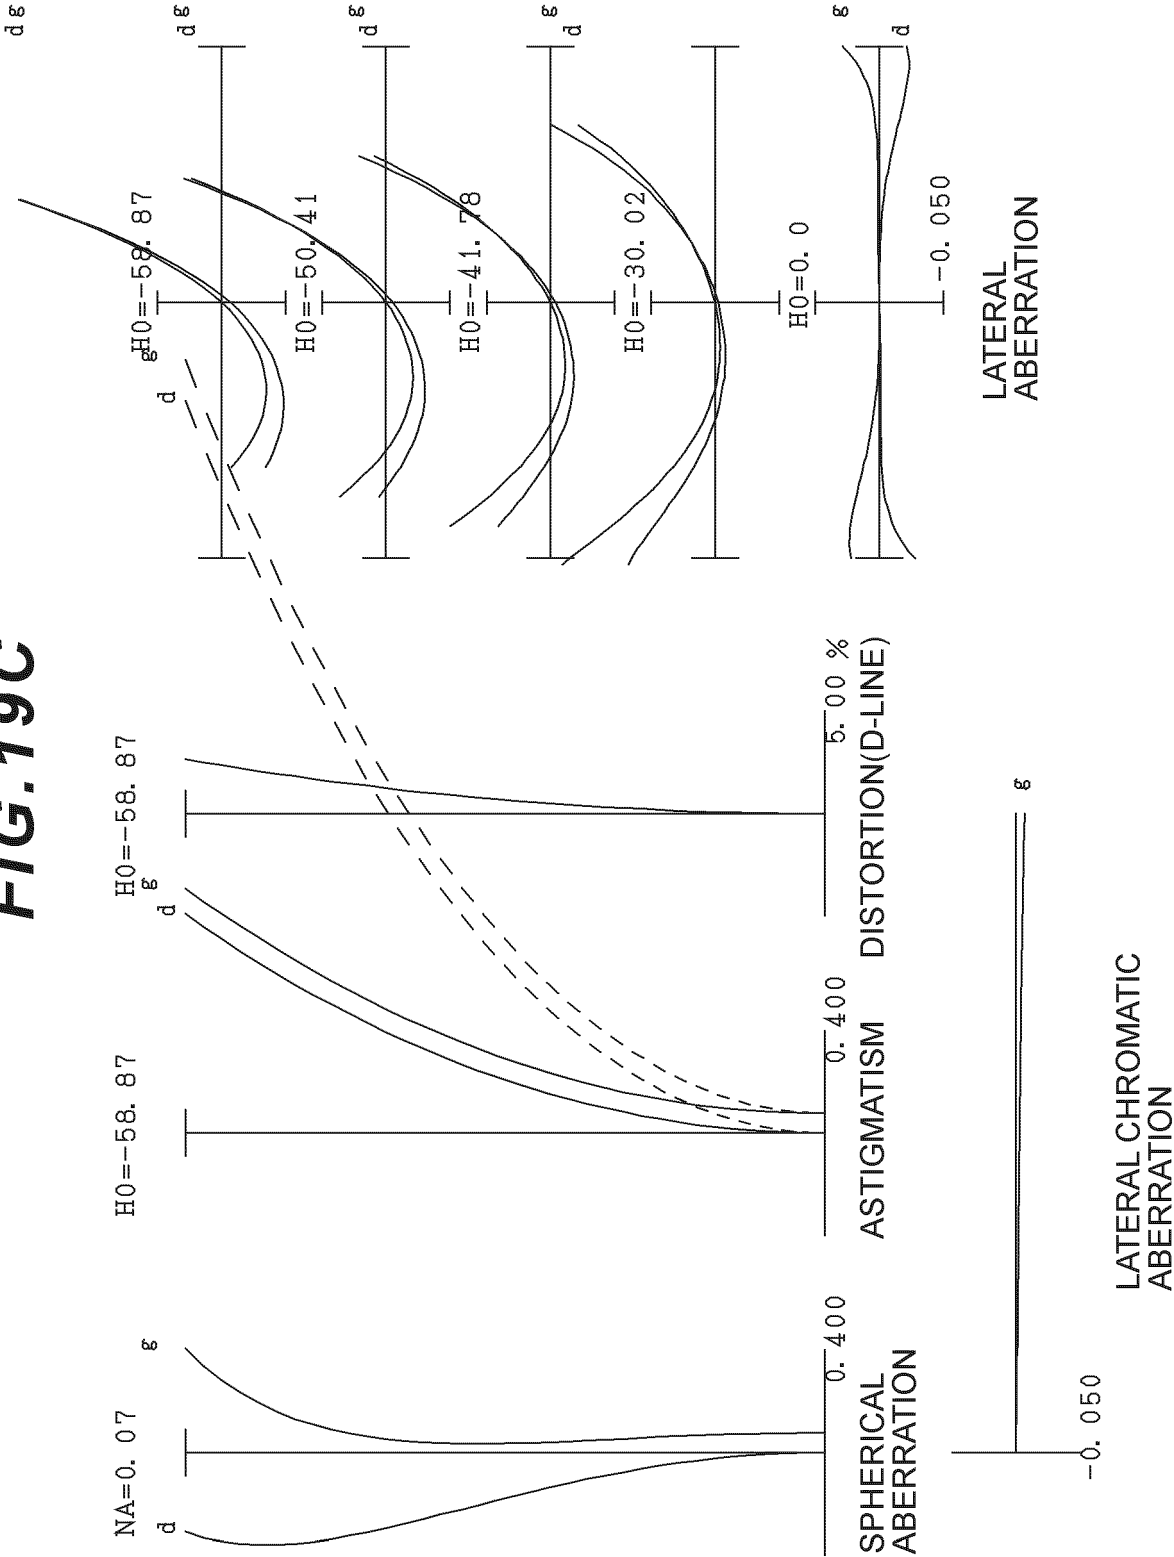 FIG.19C
NA=0.07
d
g
0.400
SPHERICAL
ABERRATION
H0=-58.87
d
g
0.400
ASTIGMATISM
H0=-58.87
5.00 %
DISTORTION(D-LINE)
d
g
dg
H0=-58.87
dg
H0=-50.41
d g
H0=-41.78
d g
H0=-30.02
d g
H0=0.0
-0.050
LATERAL
ABERRATION
g
-0.050
LATERAL CHROMATIC
ABERRATION